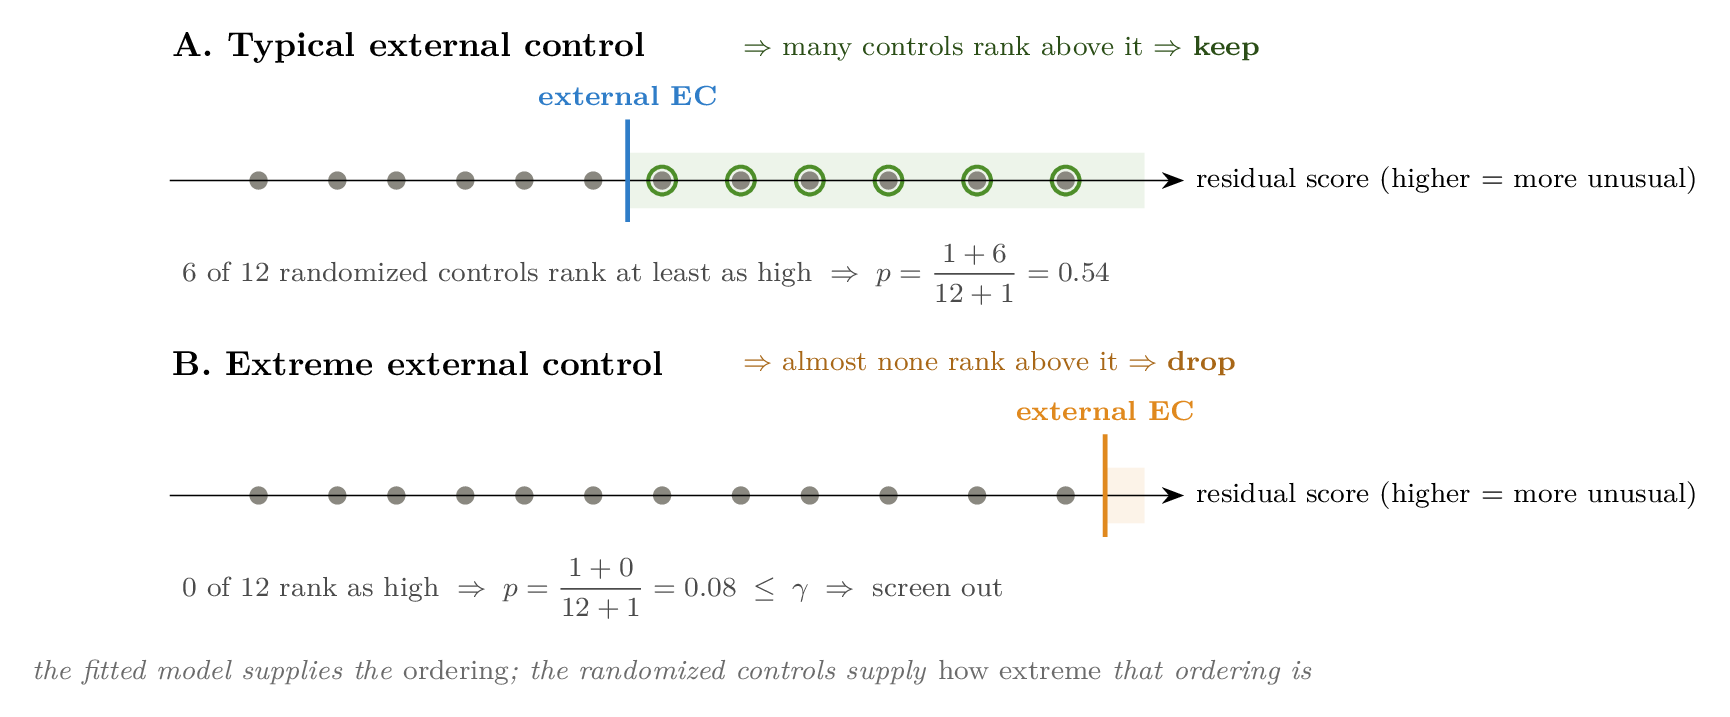 A. Typical external control ⇒ many controls rank above it ⇒ keep
external EC
residual score (higher = more unusual)
6 of 12 randomized controls rank at least as high ⇒ p = (1 + 6)/(12 + 1) = 0.54
B. Extreme external control ⇒ almost none rank above it ⇒ drop
external EC
residual score (higher = more unusual)
0 of 12 rank as high ⇒ p = (1 + 0)/(12 + 1) = 0.08 ≤ γ ⇒ screen out
the fitted model supplies the ordering; the randomized controls supply how extreme that ordering is